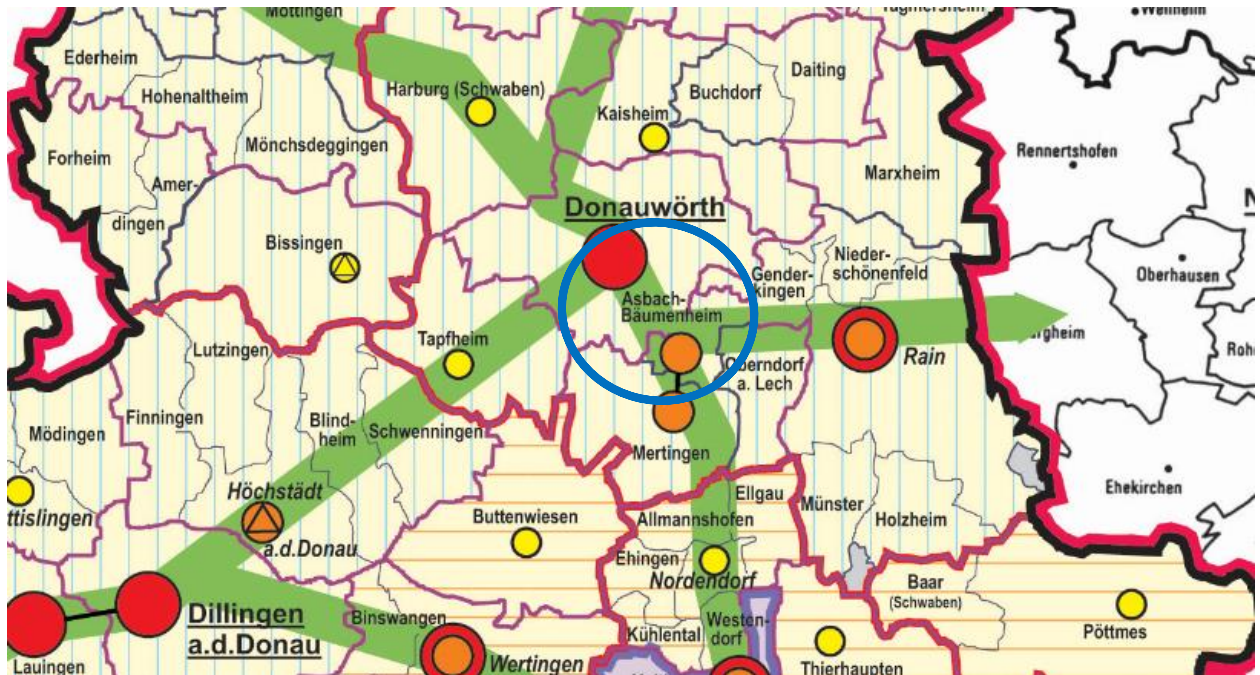 Möttingen
Ederheim
Hohenaltheim
Harburg (Schwaben)
Kaisheim
Buchdorf
Daiting
Forheim
Mönchsdeggingen
Amer-
dingen
Marxheim
Rennertshofen
Bissingen
Donauwörth
Nieder-
schönenfeld
Gender-
kingen
Oberhausen
Asbach-
Bäumenheim
Tapfheim
Lutzingen
Rain
Oberndorf
a. Lech
Finningen
Blind-
heim
Schwenningen
Mödingen
Mertingen
Höchstädt
a.d.Donau
Ellgau
Münster
Ehekirchen
Buttenwiesen
Allmannshofen
Holzheim
Ehingen
Nordendorf
Baar
(Schwaben)
Dillingen
a.d.Donau
Binswangen
Westen-
dorf
Kühlental
Pöttmes
Lauingen
Wertingen
Thierhaupten